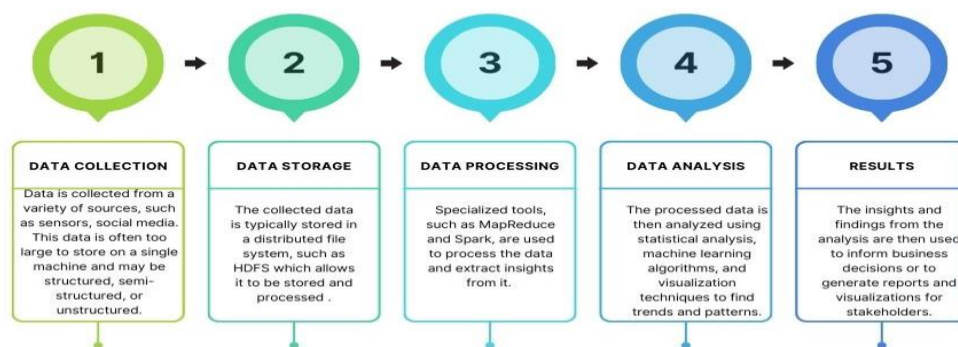 1
2
3
4
5
DATA COLLECTION
Data is collected from a
variety of sources, such
as sensors, social media.
This data is often too
large to store on a single
machine and may be
structured, semi-
structured, or
unstructured.
DATA STORAGE
The collected data
is typically stored in
a distributed file
system, such as
HDFS which allows
it to be stored and
processed .
DATA PROCESSING
Specialized tools,
such as MapReduce
and Spark, are used
to process the data
and extract insights
from it.
DATA ANALYSIS
The processed data is
then analyzed using
statistical analysis,
machine learning
algorithms, and
visualization
techniques to find
trends and patterns.
RESULTS
The insights and
findings from the
analysis are then used
to inform business
decisions or to
generate reports and
visualizations for
stakeholders.